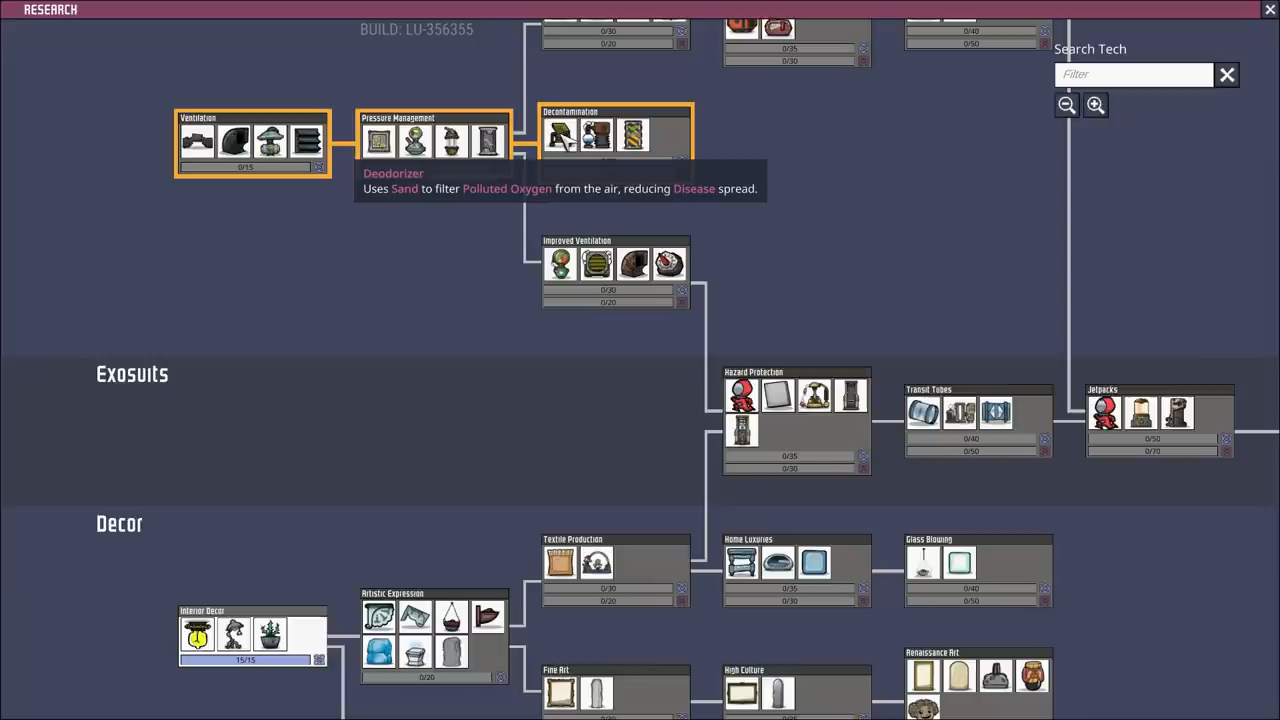 RESEARCH
BUILD: LU-356355
0/30
0/20
0/35
0/30
0/40
0/50
Search Tech
Filter
Ventilation
0/15
Pressure Management
Decontamination
Deodorizer
Uses Sand to filter Polluted Oxygen from the air, reducing Disease spread.
Improved Ventilation
0/30
0/20
Exosuits
Hazard Protection
0/35
0/30
Transit Tubes
0/40
0/50
Jetpacks
0/50
0/70
Decor
Interior Decor
15/15
Artistic Expression
0/20
Textile Production
0/30
0/20
Home Luxuries
0/35
0/30
Glass Blowing
0/40
0/50
Fine Art
High Culture
Renaissance Art